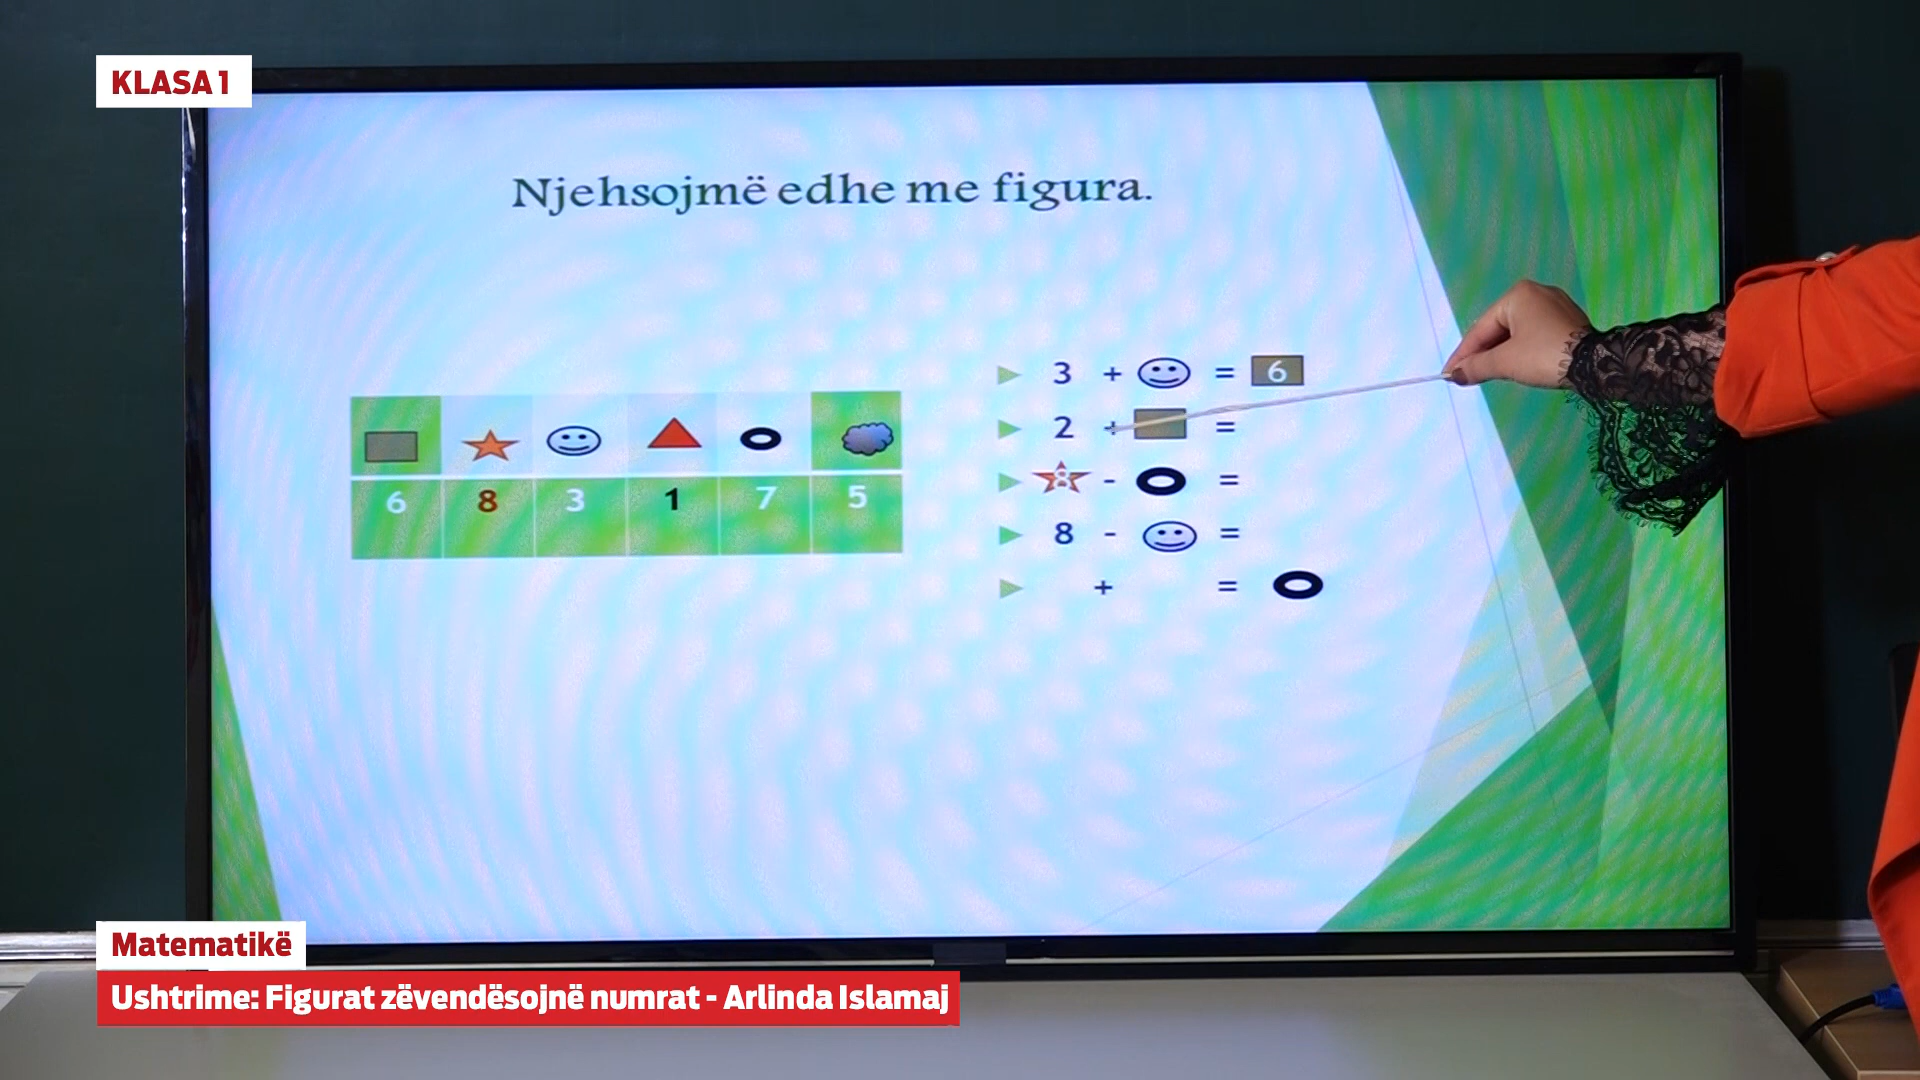 KLASA 1
Njehsojmë edhe me figura.
6 8 3 1 7 5
3 + = 6
2 + =
8 - =
8 - =
+ =
Matematikë
Ushtrime: Figurat zëvendësojnë numrat - Arlinda Islamaj